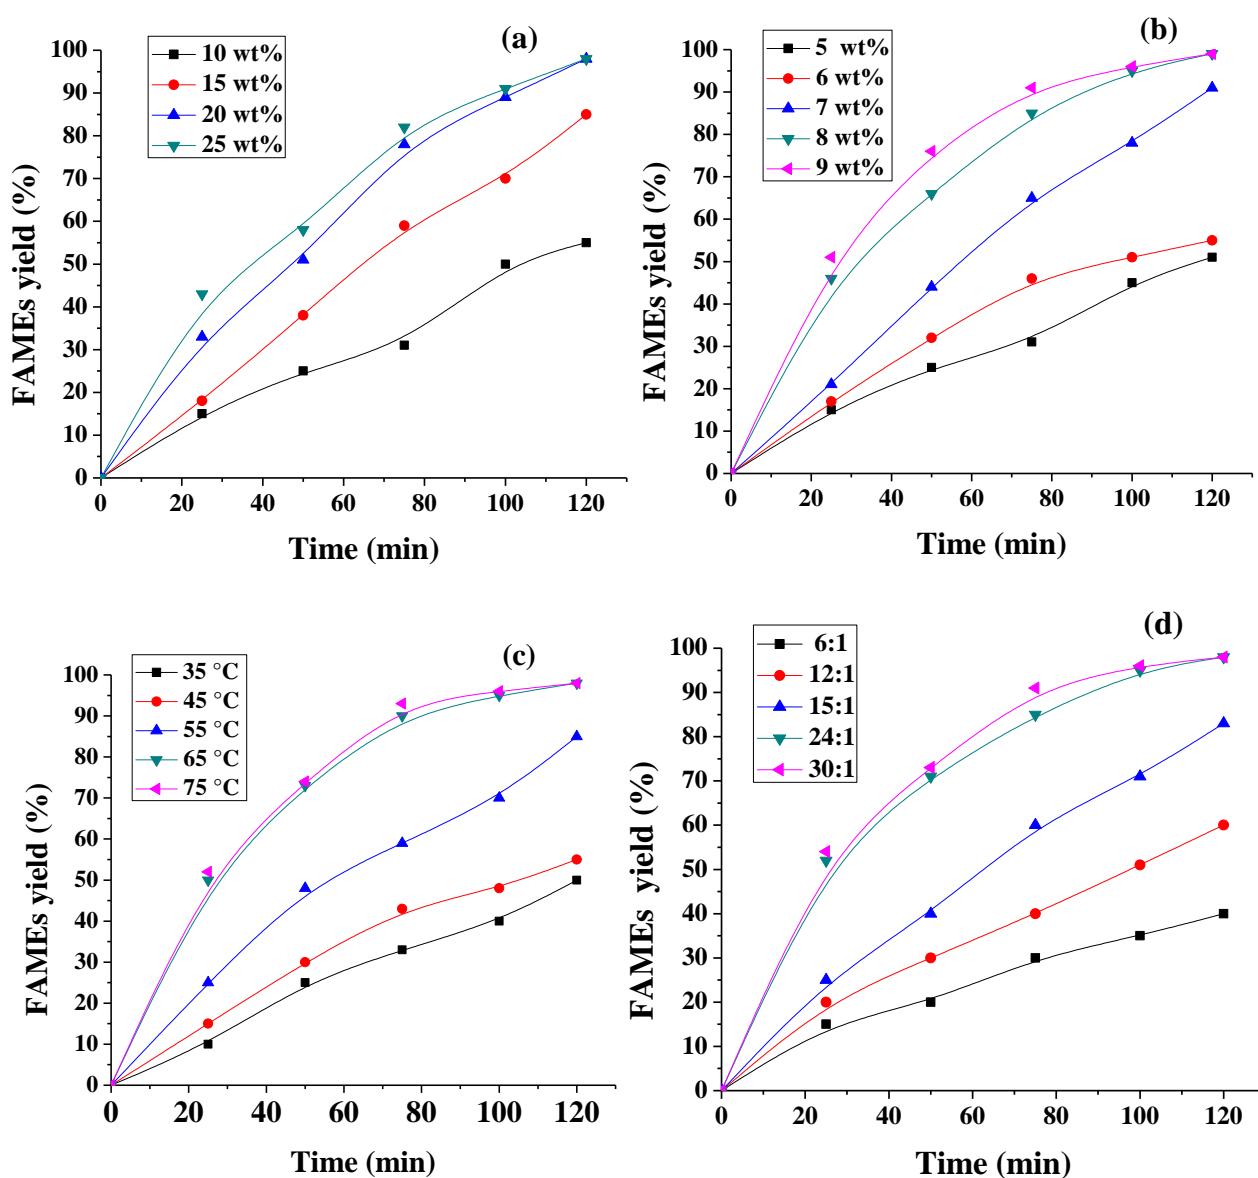 (a)
10 wt%
15 wt%
20 wt%
25 wt%
FAMEs yield (%)
100
90
80
70
60
50
40
30
20
10
0
0 20 40 60 80 100 120
Time (min)
(b)
5 wt%
6 wt%
7 wt%
8 wt%
9 wt%
FAMEs yield (%)
100
90
80
70
60
50
40
30
20
10
0
0 20 40 60 80 100 120
Time (min)
(c)
35 °C
45 °C
55 °C
65 °C
75 °C
FAMEs yield (%)
100
90
80
70
60
50
40
30
20
10
0
0 20 40 60 80 100 120
Time (min)
(d)
6:1
12:1
15:1
24:1
30:1
FAMEs yield (%)
100
90
80
70
60
50
40
30
20
10
0
0 20 40 60 80 100 120
Time (min)